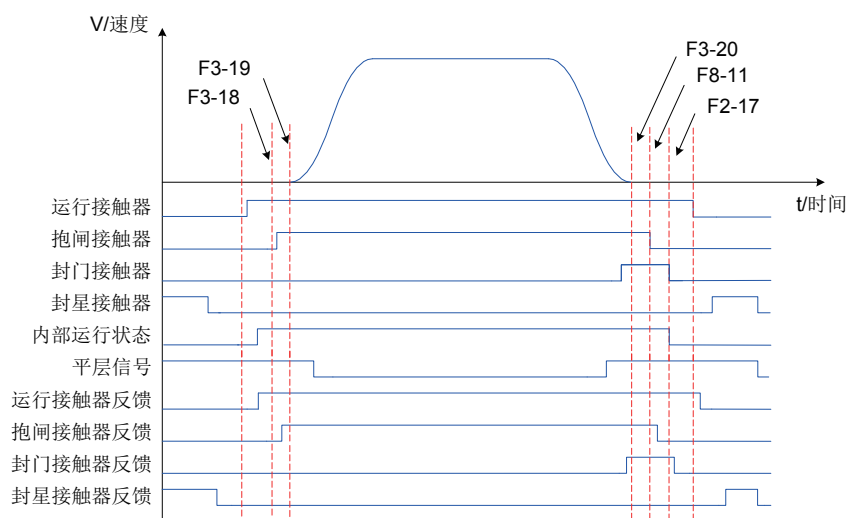 V/速度
F3-19
F3-18
F3-20
F8-11
F2-17
t/时间
运行接触器
抱闸接触器
封门接触器
封星接触器
内部运行状态
平层信号
运行接触器反馈
抱闸接触器反馈
封门接触器反馈
封星接触器反馈